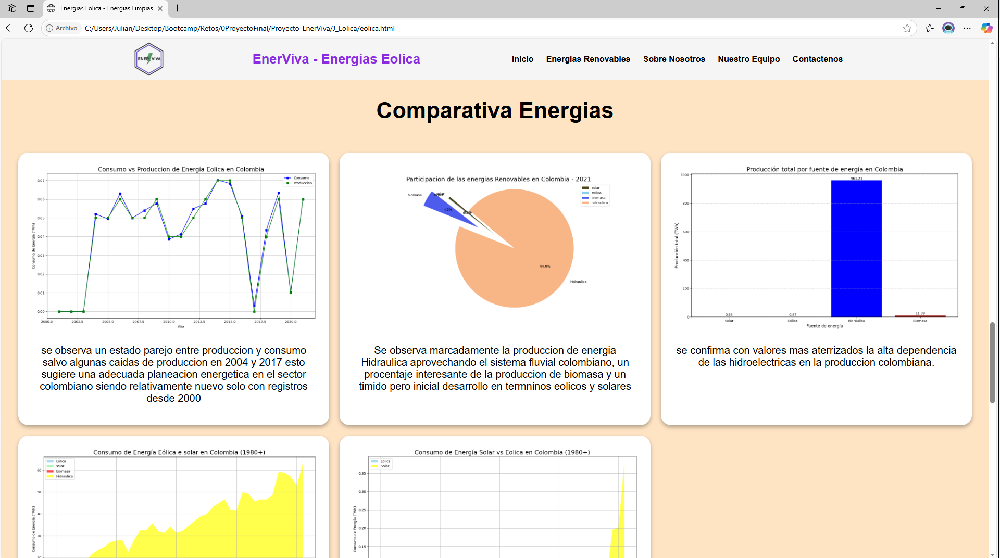 Energias Eolica - Energias Limpias
Archivo C:/Users/Julian/Desktop/Bootcamp/Retos/0ProyectoFinal/Proyecto-EnerViva/J_Eolica/eolica.html
ENERVIVA
EnerViva - Energias Eolica
Inicio Energias Renovables Sobre Nosotros Nuestro Equipo Contactenos
Comparativa Energias
Consumo vs Produccion de Energía Eolica en Colombia
Consumo
Produccion
0.07
0.06
0.05
0.04
0.03
0.02
0.01
0.00
Consumo de Energía (TWh)
2000.0 2002.5 2005.0 2007.5 2010.0 2012.5 2015.0 2017.5 2020.0
Año
se observa un estado parejo entre produccion y consumo
salvo algunas caidas de produccion en 2004 y 2017 esto
sugiere una adecuada planeacion energetica en el sector
colombiano siendo relativamente nuevo solo con registros
desde 2000
Participacion de las energias Renovables en Colombia - 2021
solar
eolica
biomasa
hidraulica
biomasa
solar
4.5%
94.9%
hidraulica
Se observa marcadamente la produccion de energia
Hidraulica aprovechando el sistema fluvial colombiano, un
procentaje interesante de la produccion de biomasa y un
timido pero inicial desarrollo en termninos eolicos y solares
Producción total por fuente de energía en Colombia
1000
800
600
400
200
0
Producción total (TWh)
961.21
0.83
0.87
11.39
Solar Eólica Hidráulica Biomasa
Fuente de energía
se confirma con valores mas aterrizados la alta dependencia
de las hidroelectricas en la produccion colombiana.
Consumo de Energía Eólica e solar en Colombia (1980+)
Eólica
solar
biomasa
Hidraulica
60
50
40
30
20
Consumo de Energía (TWh)
Consumo de Energía Solar vs Eolica en Colombia (1980+)
Eolica
Solar
0.35
0.30
0.25
0.20
0.15
Consumo de Energía (TWh)